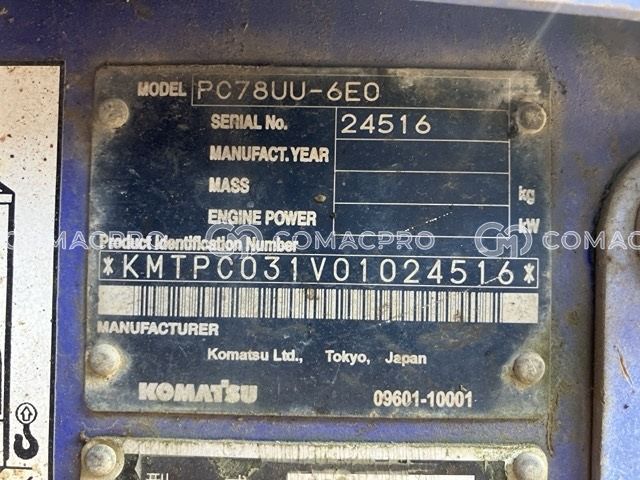 MODEL PC78UU-6E0
SERIAL No. 24516
MANUFACT.YEAR
MASS kg
ENGINE POWER kW
COMACPRO COMACPRO COMACPRO
Product Identification Number
*KMTPC031V01024516*
MANUFACTURER
Komatsu Ltd., Tokyo, Japan
KOMATSU 09601-10001